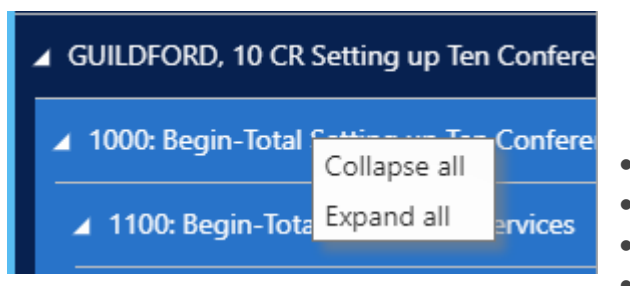 GUILDFORD, 10 CR Setting up Ten Confere
1000: Begin-Total Setting up Ten Confere
Collapse all
Expand all
1100: Begin-Tota ervices